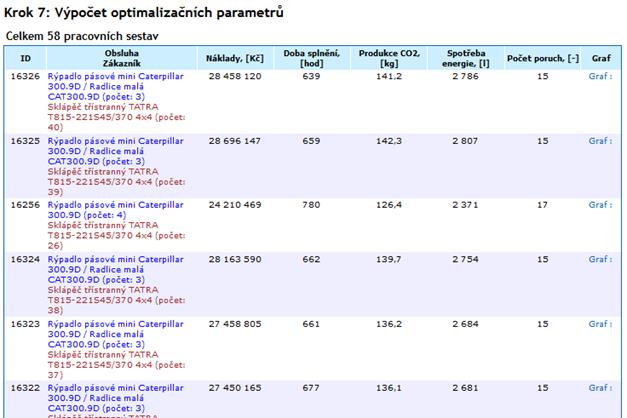 Krok 7: Výpočet optimalizačních parametrů
Celkem 58 pracovních sestav
ID Obsluha Zákazník Náklady, [Kč] Doba splnění, [hod] Produkce CO2, [kg] Spotřeba energie, [l] Počet poruch, [-] Graf
16326 Rýpadlo pásové mini Caterpillar 28 458 120 639 141,2 2 786 15 Graf :
300.9D / Radlice malá
CAT300.9D (počet: 3)
Sklápěč třístranný TATRA
T815-221S45/370 4x4 (počet:
40)
16325 Rýpadlo pásové mini Caterpillar 28 696 147 659 142,3 2 807 15 Graf :
300.9D / Radlice malá
CAT300.9D (počet: 3)
Sklápěč třístranný TATRA
T815-221S45/370 4x4 (počet:
39)
16256 Rýpadlo pásové mini Caterpillar 24 210 469 780 126,4 2 371 17 Graf :
300.9D (počet: 4)
Sklápěč třístranný TATRA
T815-221S45/370 4x4 (počet:
26)
16324 Rýpadlo pásové mini Caterpillar 28 163 590 662 139,7 2 754 15 Graf :
300.9D / Radlice malá
CAT300.9D (počet: 3)
Sklápěč třístranný TATRA
T815-221S45/370 4x4 (počet:
38)
16323 Rýpadlo pásové mini Caterpillar 27 458 805 661 136,2 2 684 15 Graf :
300.9D / Radlice malá
CAT300.9D (počet: 3)
Sklápěč třístranný TATRA
T815-221S45/370 4x4 (počet:
37)
16322 Rýpadlo pásové mini Caterpillar 27 450 165 677 136,1 2 681 15 Graf :
300.9D / Radlice malá
CAT300.9D (počet: 3)